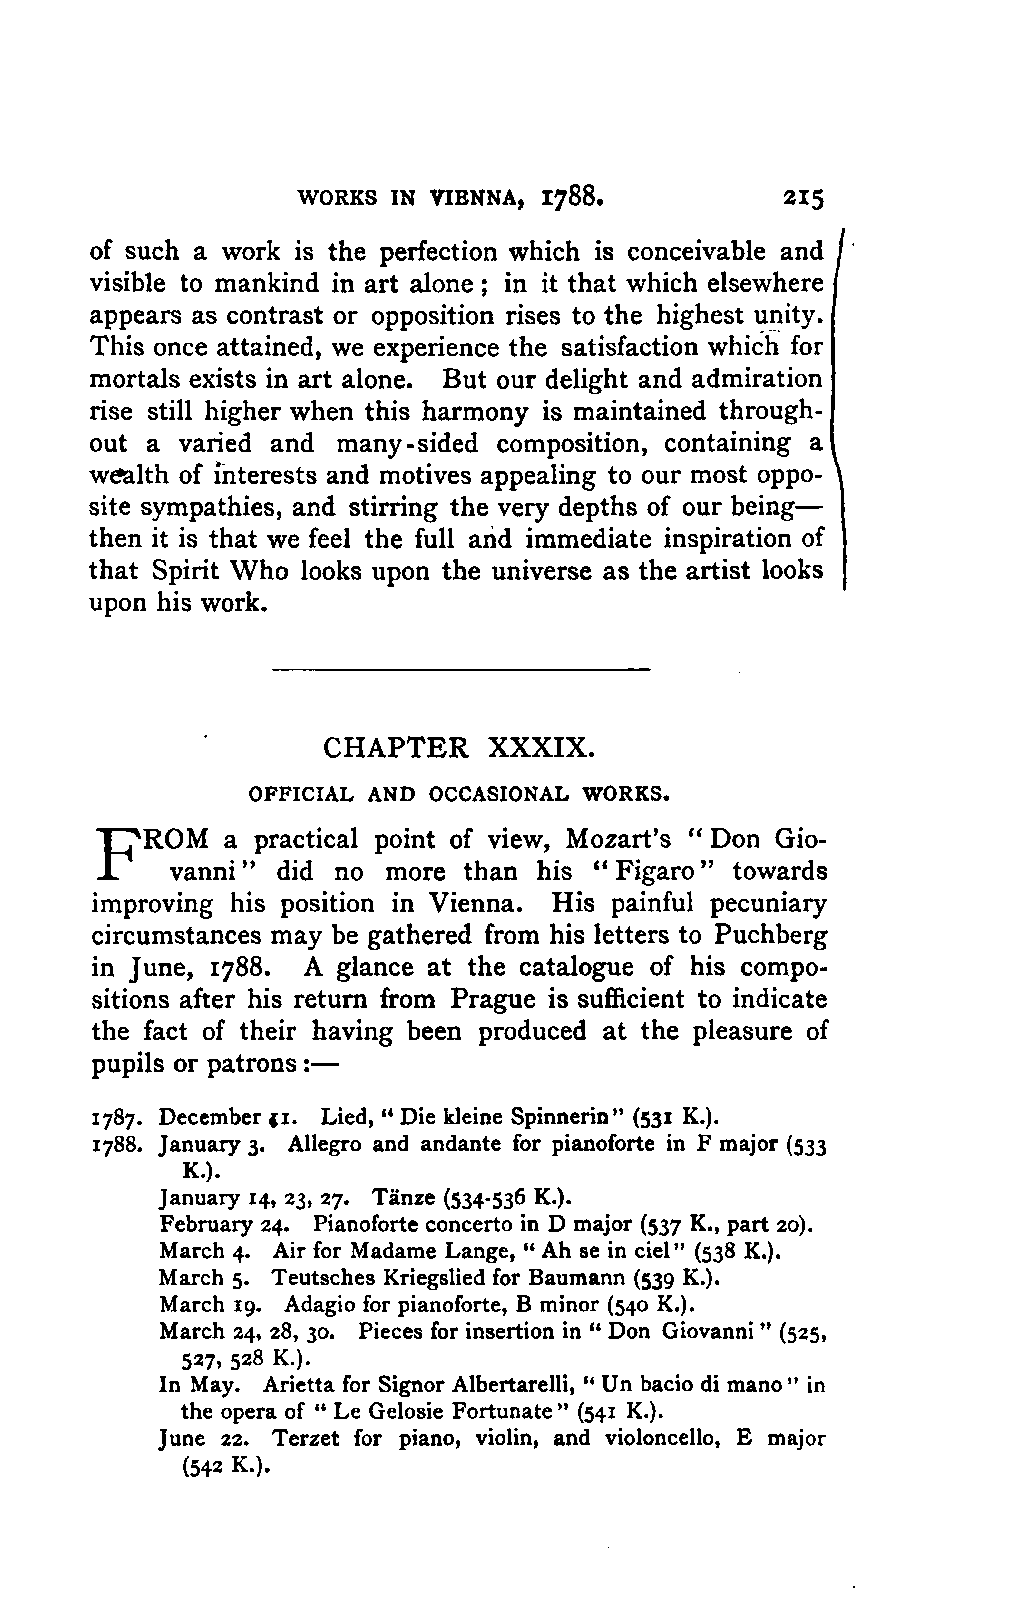 WORKS IN VIENNA, 1788. 215
of such a work is the perfection which is conceivable and
visible to mankind in art alone; in it that which elsewhere
appears as contrast or opposition rises to the highest unity.
This once attained, we experience the satisfaction which for
mortals exists in art alone. But our delight and admiration
rise still higher when this harmony is maintained through-
out a varied and many-sided composition, containing a
wealth of interests and motives appealing to our most oppo-
site sympathies, and stirring the very depths of our being—
then it is that we feel the full and immediate inspiration of
that Spirit Who looks upon the universe as the artist looks
upon his work.
CHAPTER XXXIX.
OFFICIAL AND OCCASIONAL WORKS.
FROM a practical point of view, Mozart's "Don Gio-
vanni" did no more than his "Figaro" towards
improving his position in Vienna. His painful pecuniary
circumstances may be gathered from his letters to Puchberg
in June, 1788. A glance at the catalogue of his compo-
sitions after his return from Prague is sufficient to indicate
the fact of their having been produced at the pleasure of
pupils or patrons:—
1787. December 11. Lied, "Die kleine Spinnerin" (531 K.).
1788. January 3. Allegro and andante for pianoforte in F major (533
K.).
January 14, 23, 27. Tänze (534-536 K.).
February 24. Pianoforte concerto in D major (537 K., part 20).
March 4. Air for Madame Lange, "Ah se in ciel" (538 K.).
March 5. Teutsches Kriegslied for Baumann (539 K.).
March 19. Adagio for pianoforte, B minor (540 K.).
March 24, 28, 30. Pieces for insertion in "Don Giovanni" (525,
527, 528 K.).
In May. Arietta for Signor Albertarelli, "Un bacio di mano" in
the opera of "Le Gelosie Fortunate" (541 K.).
June 22. Terzet for piano, violin, and violoncello, E major
(542 K.).